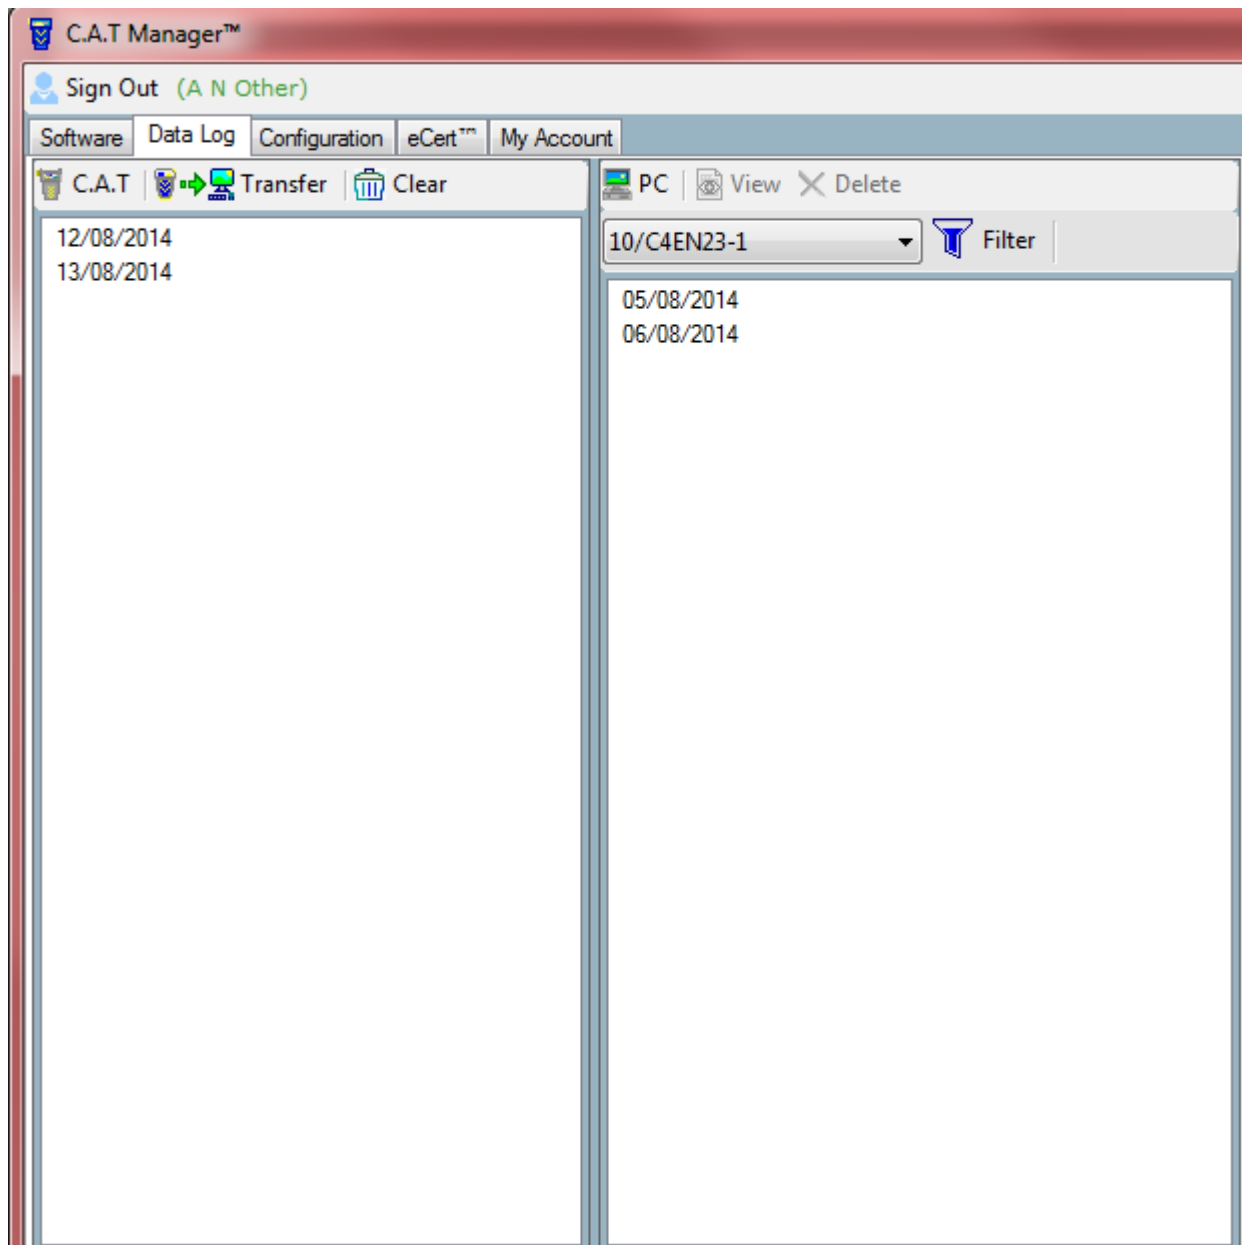 C.A.T Manager™
Sign Out (A N Other)
Software Data Log Configuration eCert™ My Account
C.A.T Transfer Clear
12/08/2014
13/08/2014
PC View Delete
10/C4EN23-1 Filter
05/08/2014
06/08/2014